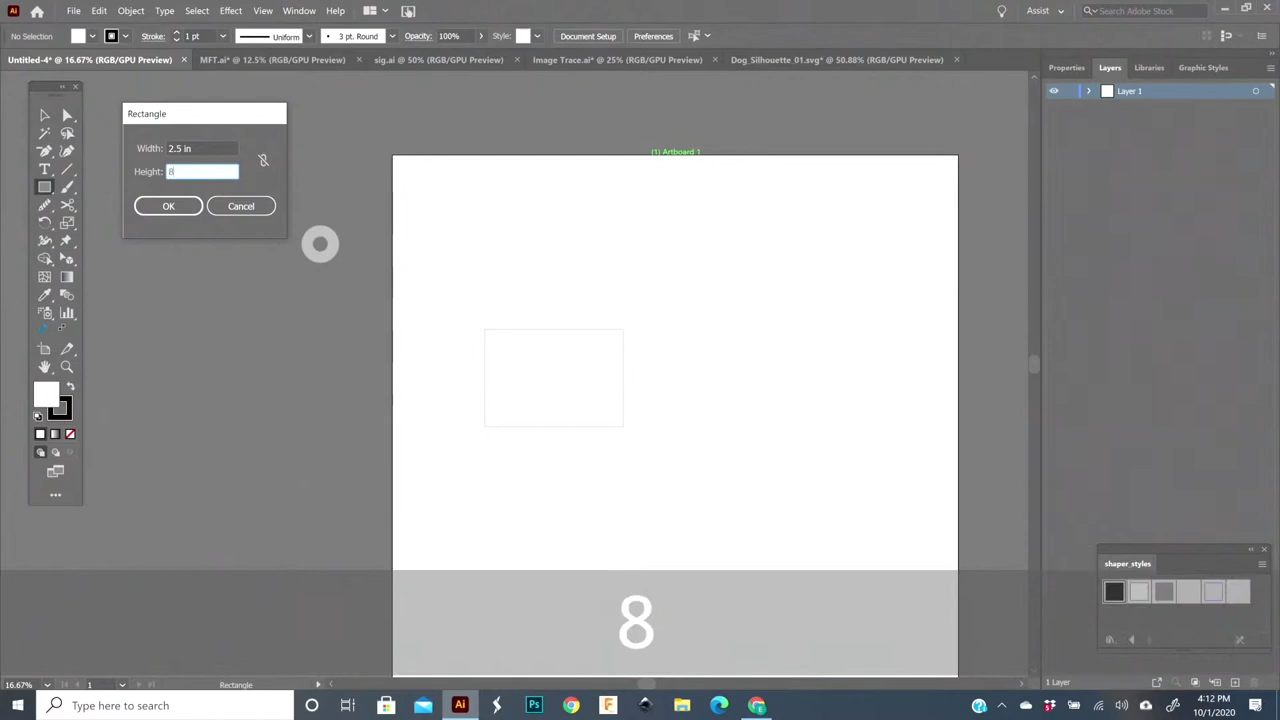 Ai File Edit Object Type Select Effect View Window Help Assist Search Adobe Stock
No Selection Stroke: 1 pt Uniform 3 pt. Round Opacity: 100% Style: Document Setup Preferences
Untitled-4* @ 16.67% (RGB/GPU Preview) MFT.ai* @ 12.5% (RGB/GPU Preview) sig.ai @ 50% (RGB/GPU Preview) Image Trace.ai* @ 25% (RGB/GPU Preview) Dog_Silhouette_01.svg* @ 50.88% (RGB/GPU Preview)
Properties Layers Libraries Graphic Styles
Layer 1
Rectangle
Width: 2.5 in
Height: 8
OK Cancel
(1) Artboard 1
shaper_styles
8
16.67% 1 Rectangle 1 Layer
Type here to search
Ai Ps
4:12 PM
10/1/2020